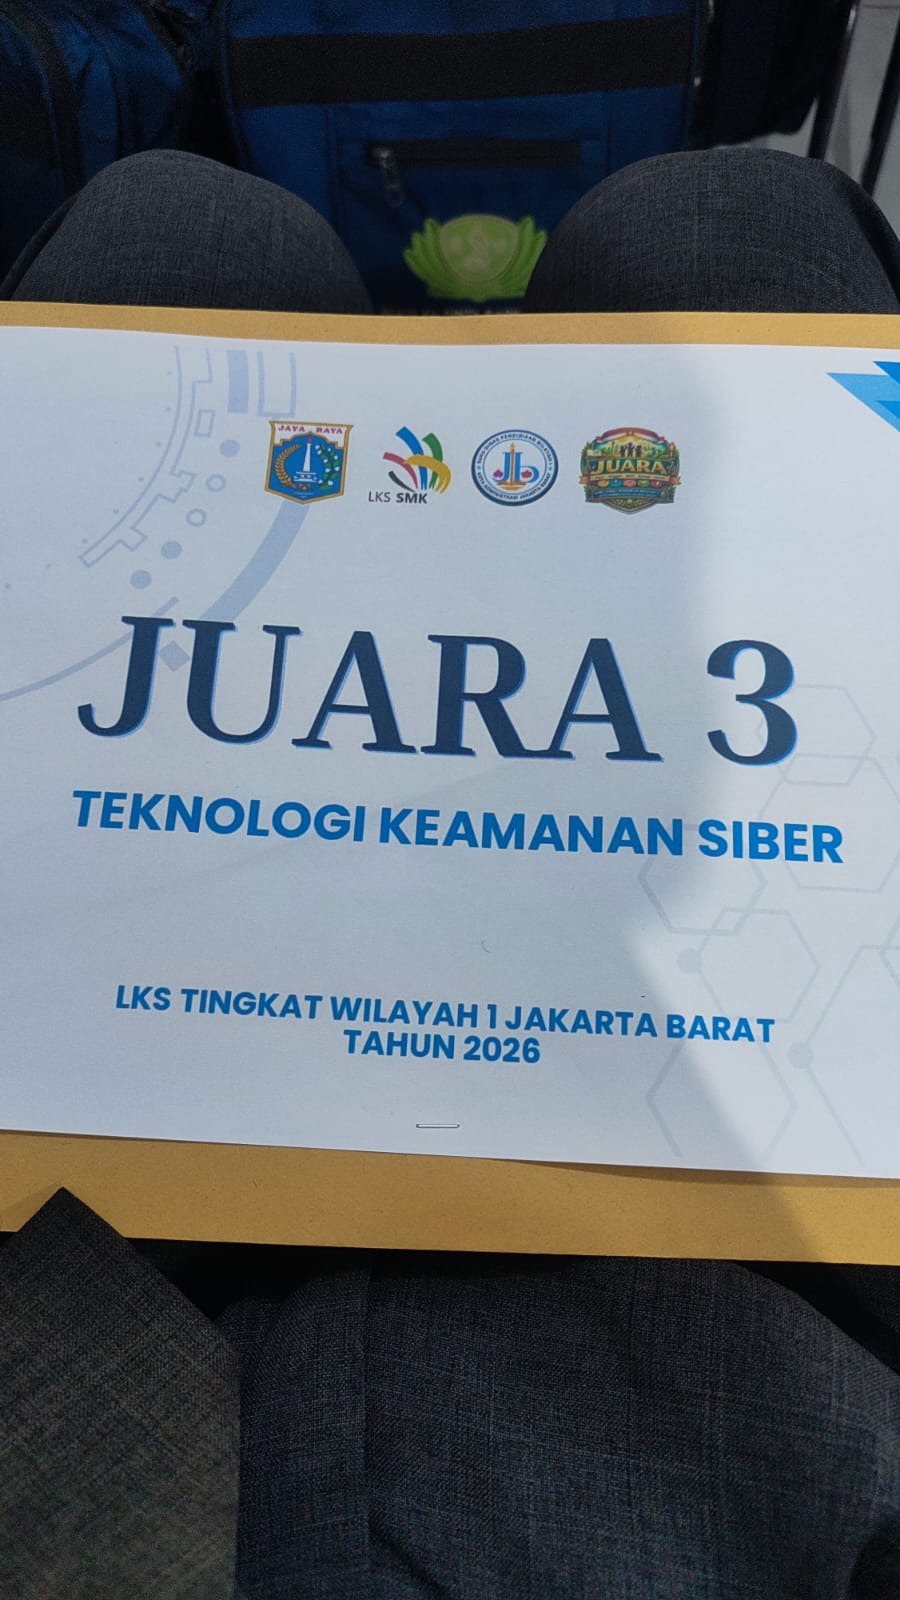 JAYA RAYA
LKS SMK
JUARA
JUARA 3
TEKNOLOGI KEAMANAN SIBER
LKS TINGKAT WILAYAH 1 JAKARTA BARAT
TAHUN 2026